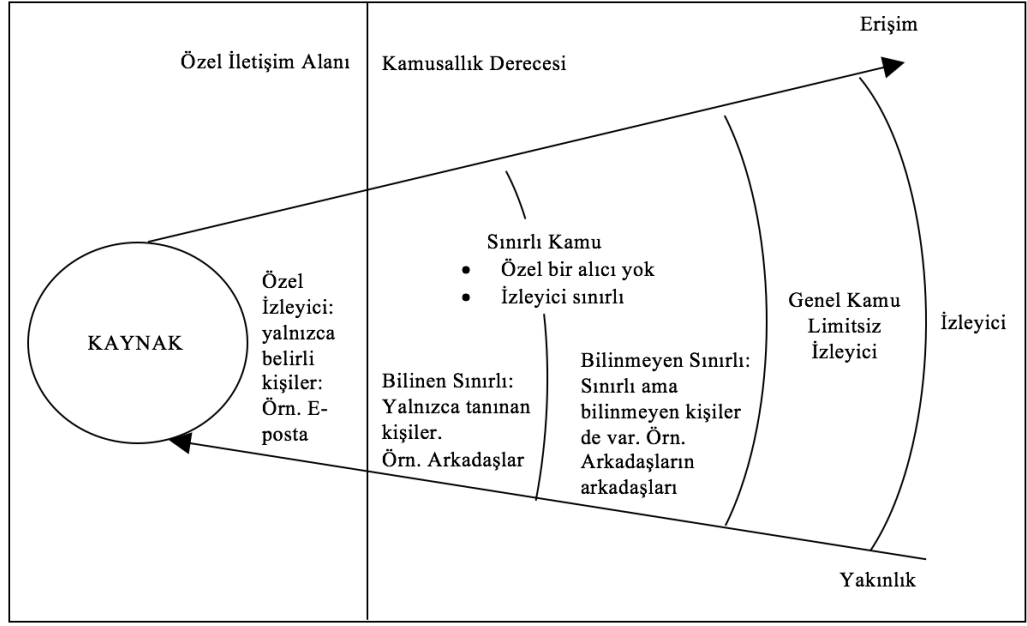 Erişim
Özel İletişim Alanı
Kamusallık Derecesi
KAYNAK
Özel
İzleyici:
yalnızca
belirli
kişiler:
Örn. E-
posta
Sınırlı Kamu
• Özel bir alıcı yok
• İzleyici sınırlı
Bilinen Sınırlı:
Yalnızca tanınan
kişiler.
Örn. Arkadaşlar
Bilinmeyen Sınırlı:
Sınırlı ama
bilinmeyen kişiler
de var. Örn.
Arkadaşların
arkadaşları
Genel Kamu
Limitsiz
İzleyici
İzleyici
Yakınlık